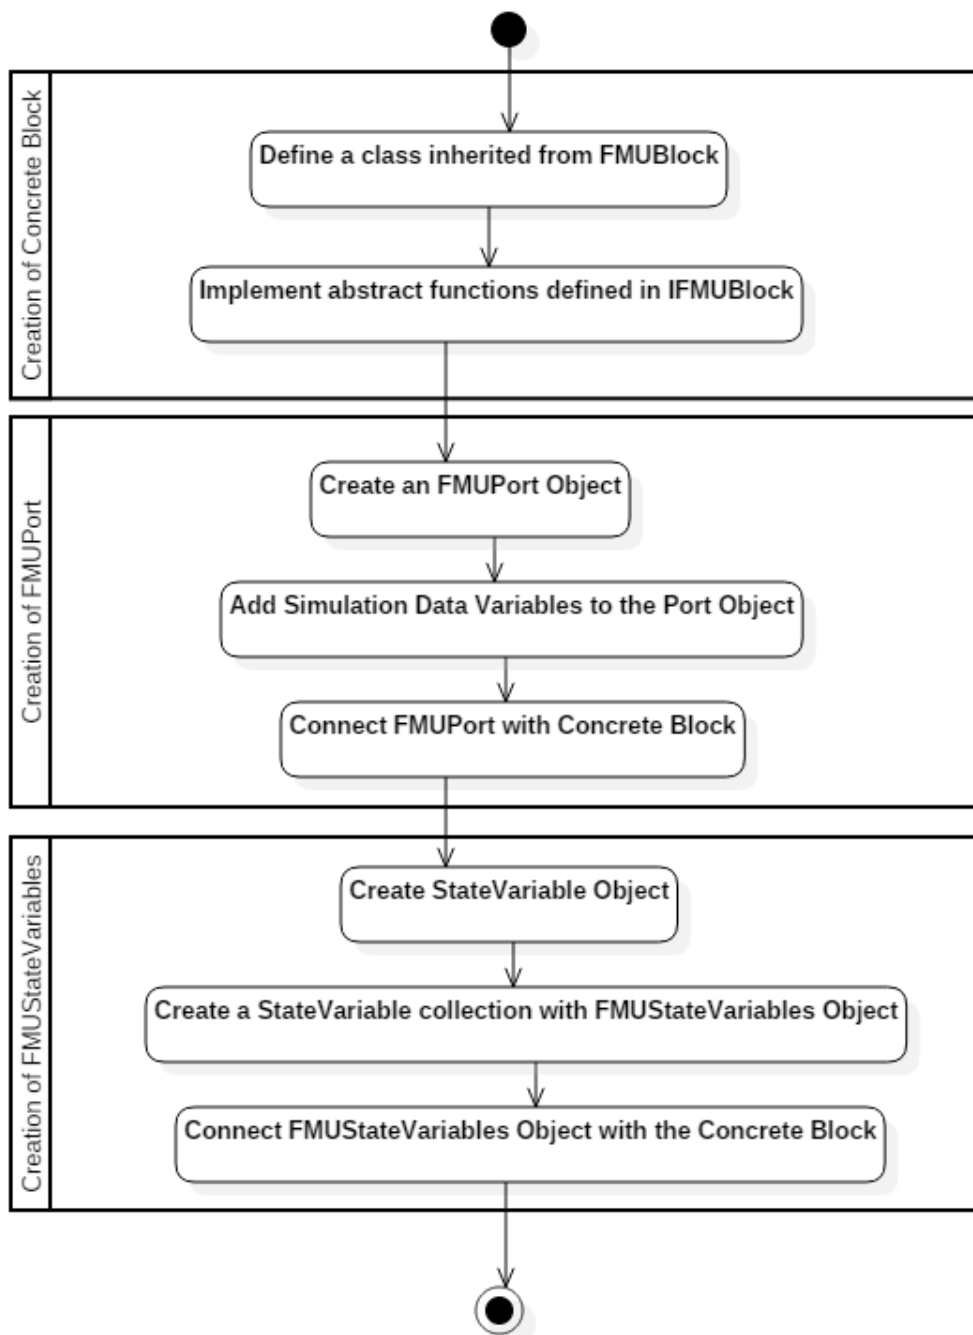 Creation of Concrete Block
Define a class inherited from FMUBlock
Implement abstract functions defined in IFMUBlock
Creation of FMUPort
Create an FMUPort Object
Add Simulation Data Variables to the Port Object
Connect FMUPort with Concrete Block
Creation of FMUStateVariables
Create StateVariable Object
Create a StateVariable collection with FMUStateVariables Object
Connect FMUStateVariables Object with the Concrete Block